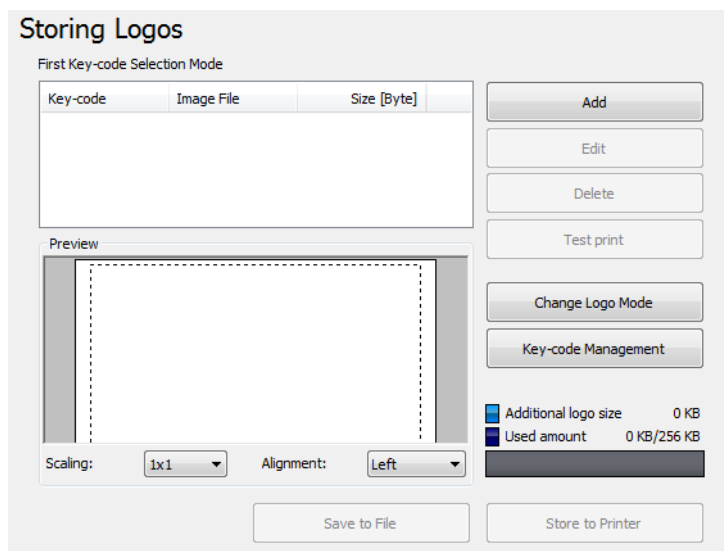 Storing Logos
First Key-code Selection Mode
Key-code Image File Size [Byte]
Add
Edit
Delete
Test print
Preview
Change Logo Mode
Key-code Management
Additional logo size 0 KB
Used amount 0 KB/256 KB
Scaling: 1x1 Alignment: Left
Save to File Store to Printer